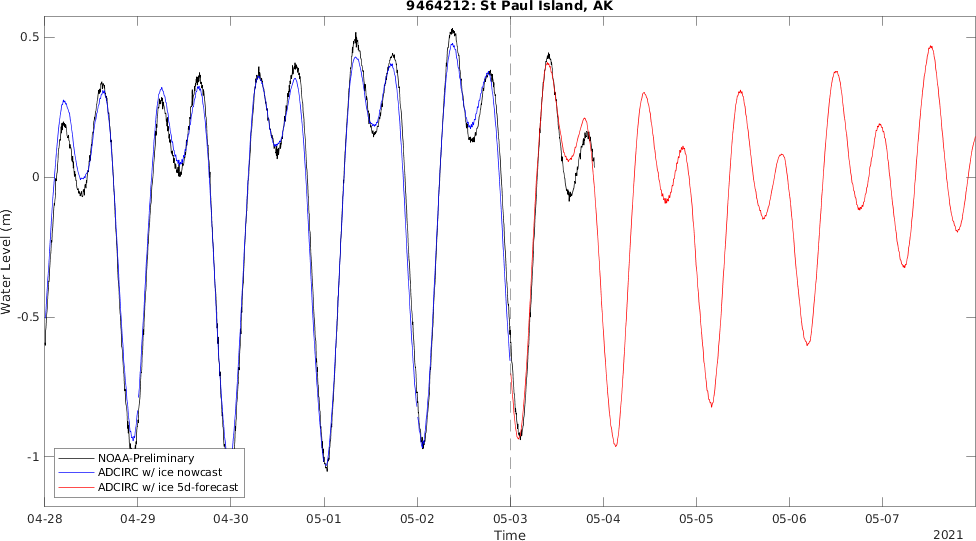 9464212: St Paul Island, AK
0.5
0
-0.5
-1
Water Level (m)
NOAA-Preliminary
ADCIRC w/ ice nowcast
ADCIRC w/ ice 5d-forecast
04-28 04-29 04-30 05-01 05-02 05-03 05-04 05-05 05-06 05-07
Time
2021